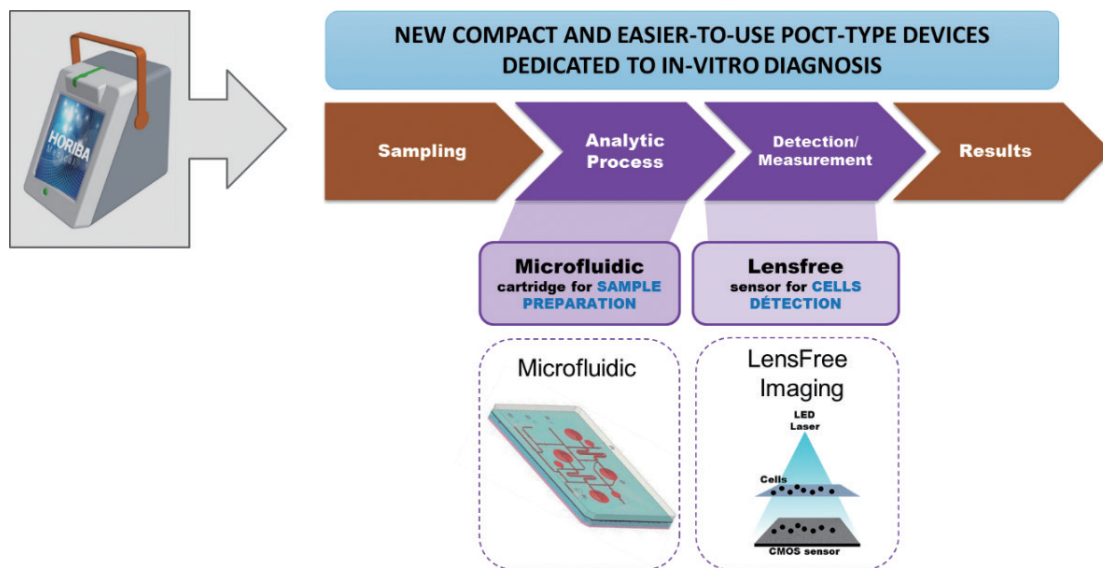 NEW COMPACT AND EASIER-TO-USE POCT-TYPE DEVICES
DEDICATED TO IN-VITRO DIAGNOSIS
HORIBA
Medical
Sampling
Analytic
Process
Detection/
Measurement
Results
Microfluidic
cartridge for SAMPLE
PREPARATION
Lensfree
sensor for CELLS
DÉTECTION
Microfluidic
LensFree
Imaging
LED
Laser
Cells
CMOS sensor